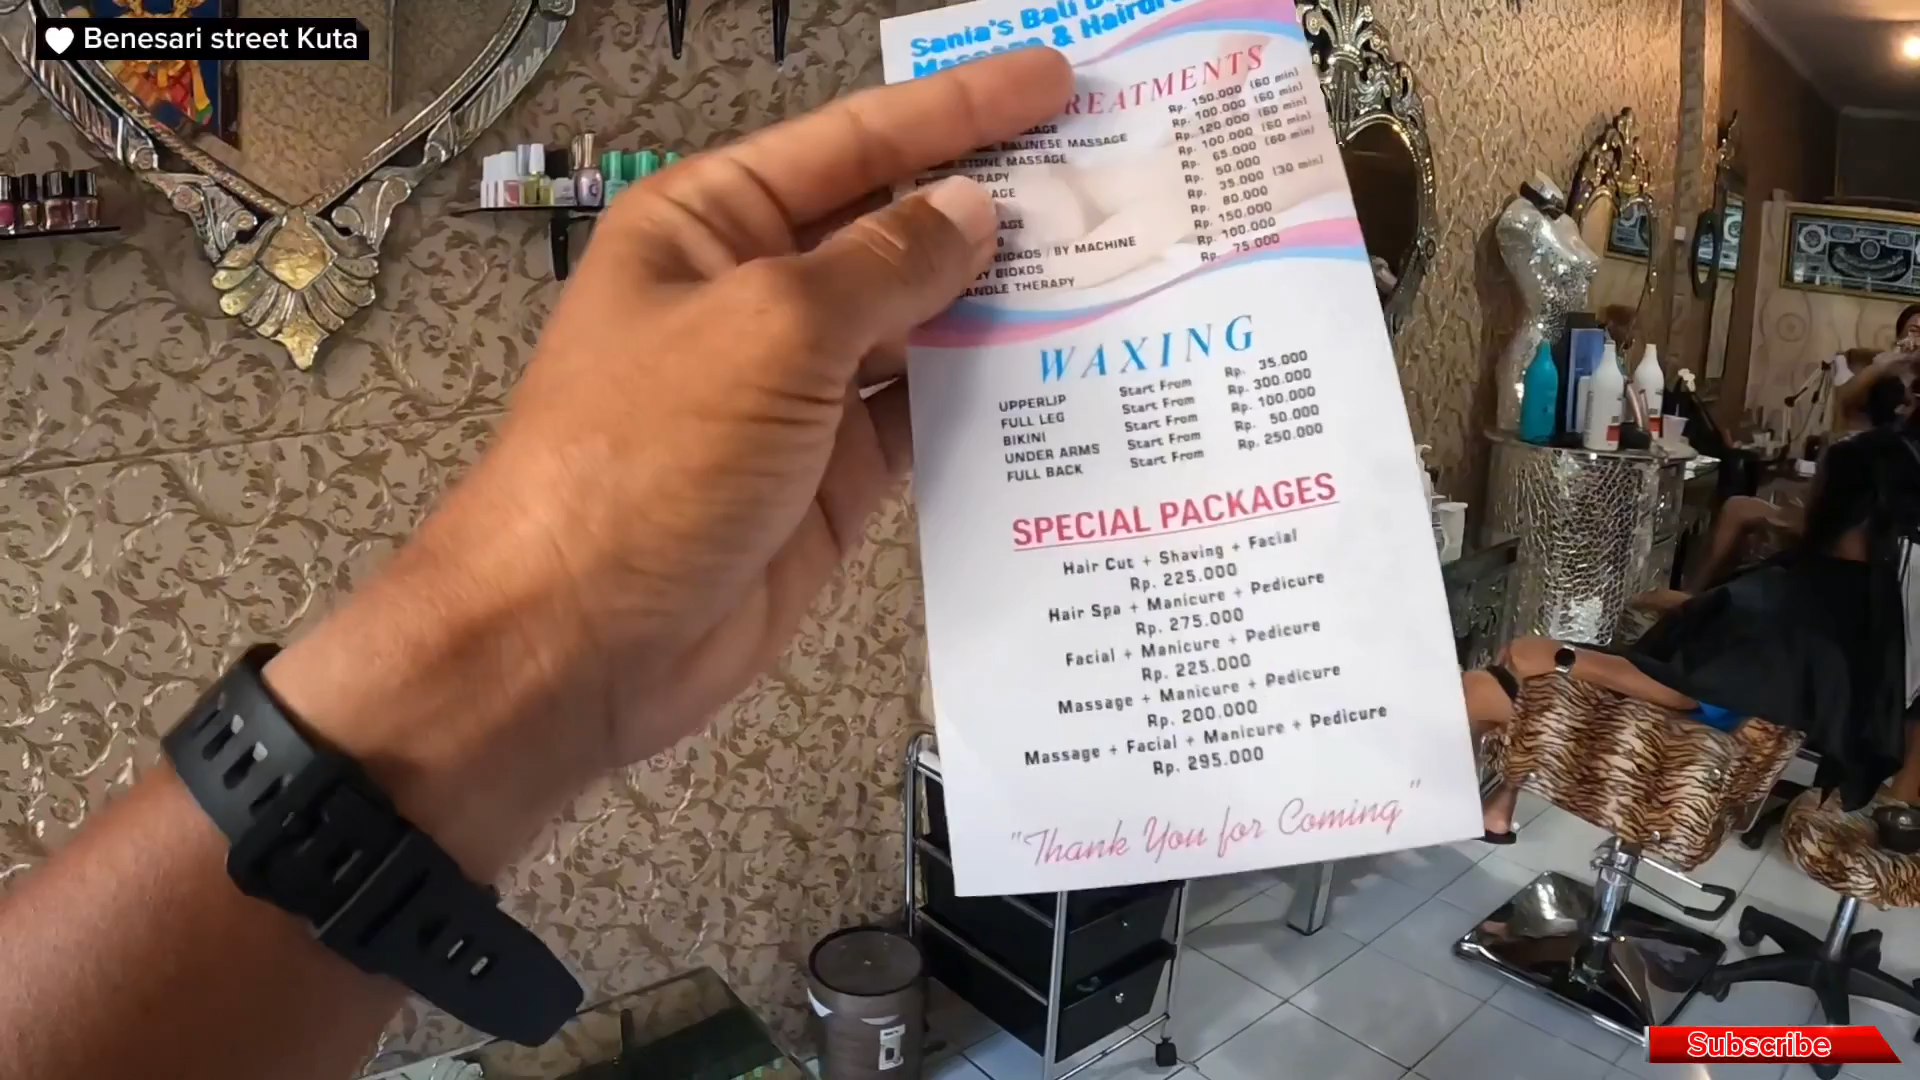 Benesari street Kuta
Sania's Bali
& Hairdre
REATMENTS
Rp. 150.000 (60 min)
BALINESE MASSAGE Rp. 100.000 (60 min)
STONE MASSAGE Rp. 120.000 (60 min)
Rp. 100.000 (60 min)
Rp. 65.000 (60 min)
Rp. 50.000
Rp. 35.000 (30 min)
Rp. 80.000
BIOKOS / BY MACHINE Rp. 150.000
BY BIOKOS Rp. 100.000
ANDLE THERAPY Rp. 75.000
WAXING
UPPERLIP Start From Rp. 35.000
FULL LEG Start From Rp. 300.000
BIKINI Start From Rp. 100.000
UNDER ARMS Start From Rp. 50.000
FULL BACK Start From Rp. 250.000
SPECIAL PACKAGES
Hair Cut + Shaving + Facial
Rp. 225.000
Hair Spa + Manicure + Pedicure
Rp. 275.000
Facial + Manicure + Pedicure
Rp. 225.000
Massage + Manicure + Pedicure
Rp. 200.000
Massage + Facial + Manicure + Pedicure
Rp. 295.000
"Thank You for Coming"
Subscribe